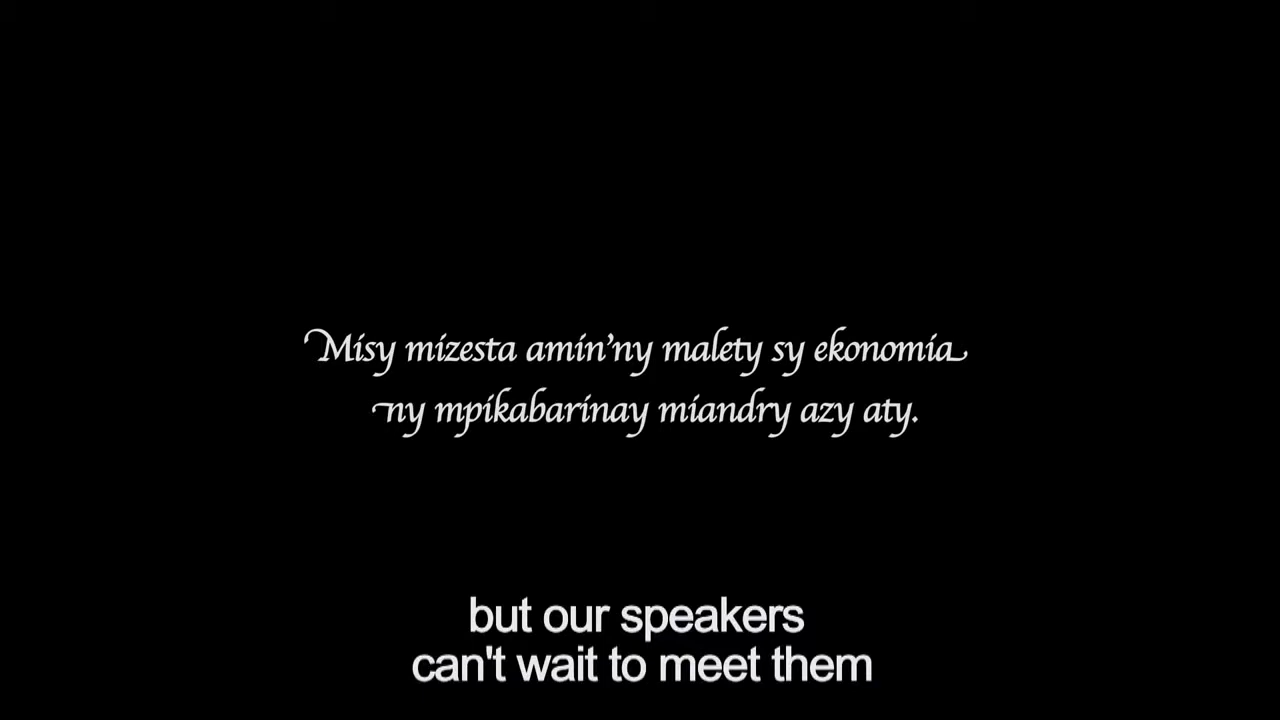 Misy mizesta amin'ny malety sy ekonomia
ny mpikabarinay miandry azy aty.
but our speakers
can't wait to meet them